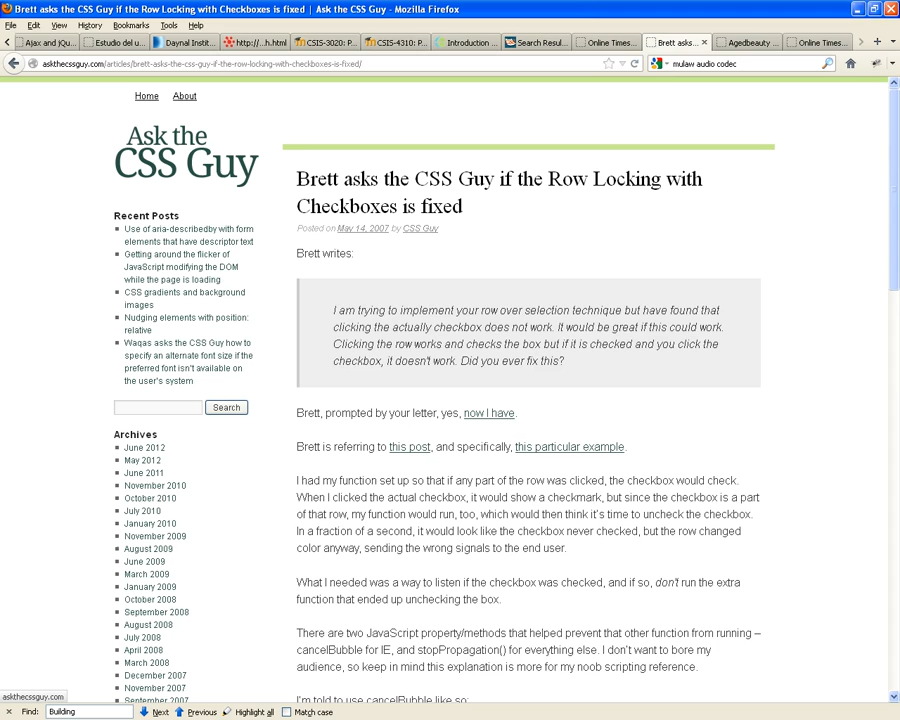 Brett asks the CSS Guy if the Row Locking with Checkboxes is fixed | Ask the CSS Guy - Mozilla Firefox
File Edit View History Bookmarks Tools Help
Ajax and jQu... Estudio del u... Daynal Instit... http://...h.html CSIS-3020: P... CSIS-4310: P... Introduction ... Search Resul... Online Times... Brett asks... Agedbeauty ... Online Times...
askthecssguy.com/articles/brett-asks-the-css-guy-if-the-row-locking-with-checkboxes-is-fixed/
mulaw audio codec
Home About
Ask the
CSS Guy
Recent Posts
Use of aria-describedby with form
elements that have descriptor text
Getting around the flicker of
JavaScript modifying the DOM
while the page is loading
CSS gradients and background
images
Nudging elements with position:
relative
Waqas asks the CSS Guy how to
specify an alternate font size if the
preferred font isn't available on
the user's system
Search
Archives
June 2012
May 2012
June 2011
November 2010
October 2010
July 2010
January 2010
November 2009
August 2009
June 2009
March 2009
January 2009
October 2008
September 2008
August 2008
July 2008
April 2008
March 2008
December 2007
November 2007
September 2007
Brett asks the CSS Guy if the Row Locking with
Checkboxes is fixed
Posted on May 14, 2007 by CSS Guy
Brett writes:
I am trying to implement your row over selection technique but have found that
clicking the actually checkbox does not work. It would be great if this could work.
Clicking the row works and checks the box but if it is checked and you click the
checkbox, it doesn't work. Did you ever fix this?
Brett, prompted by your letter, yes, now I have.
Brett is referring to this post, and specifically, this particular example.
I had my function set up so that if any part of the row was clicked, the checkbox would check.
When I clicked the actual checkbox, it would show a checkmark, but since the checkbox is a part
of that row, my function would run, too, which would then think it's time to uncheck the checkbox.
In a fraction of a second, it would look like the checkbox never checked, but the row changed
color anyway, sending the wrong signals to the end user.
What I needed was a way to listen if the checkbox was checked, and if so, don't run the extra
function that ended up unchecking the box.
There are two JavaScript property/methods that helped prevent that other function from running –
cancelBubble for IE, and stopPropagation() for everything else. I don't want to bore my
audience, so keep in mind this explanation is more for my noob scripting reference.
I'm told to use cancelBubble like so:
askthecssguy.com
Find: Building Next Previous Highlight all Match case